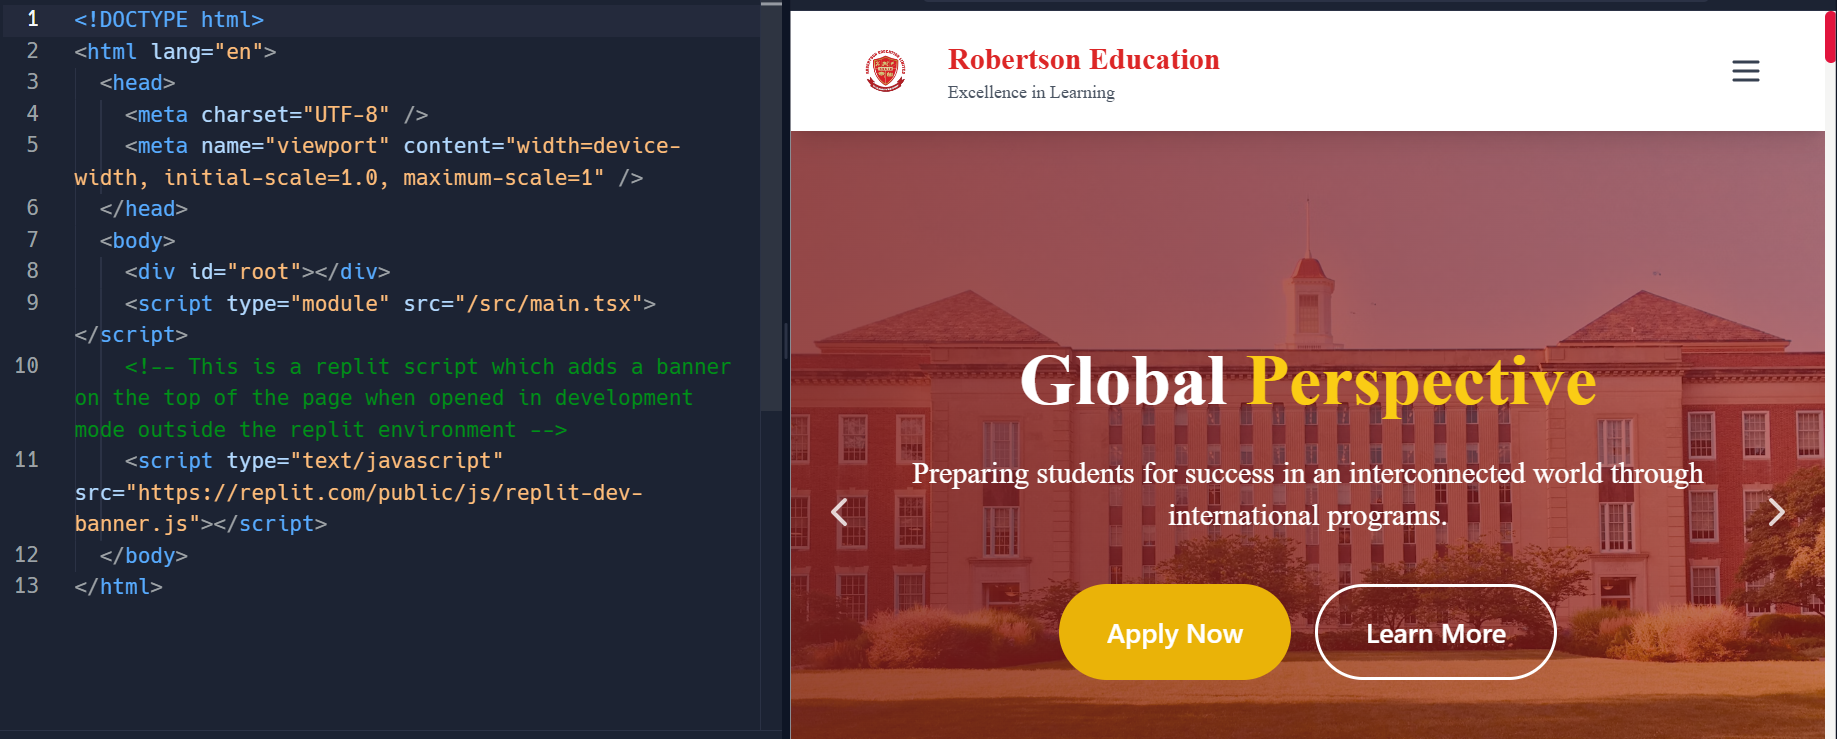 1 <!DOCTYPE html>
2 <html lang="en">
3 <head>
4 <meta charset="UTF-8" />
5 <meta name="viewport" content="width=device-
width, initial-scale=1.0, maximum-scale=1" />
6 </head>
7 <body>
8 <div id="root"></div>
9 <script type="module" src="/src/main.tsx">
</script>
10 <!-- This is a replit script which adds a banner
on the top of the page when opened in development
mode outside the replit environment -->
11 <script type="text/javascript"
src="https://replit.com/public/js/replit-dev-
banner.js"></script>
12 </body>
13 </html>
Robertson Education
Excellence in Learning
Global Perspective
Preparing students for success in an interconnected world through
international programs.
Apply Now
Learn More